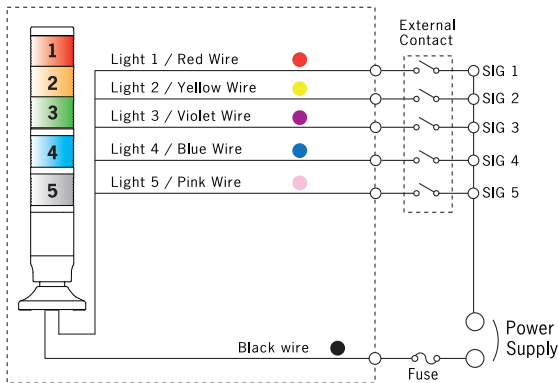 External
Contact
1
2
3
4
5
Light 1 / Red Wire
SIG 1
Light 2 / Yellow Wire
SIG 2
Light 3 / Violet Wire
SIG 3
Light 4 / Blue Wire
SIG 4
Light 5 / Pink Wire
SIG 5
Black wire
Fuse
Power
Supply